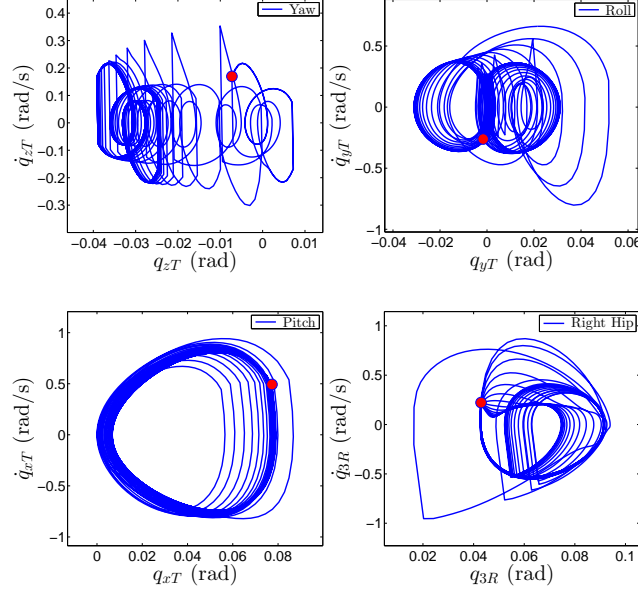 Yaw
0.4
0.3
0.2
0.1
0
−0.1
−0.2
−0.3
−0.04 −0.03 −0.02 −0.01 0 0.01
q̇zT (rad/s)
qzT (rad)
Roll
0.5
0
−0.5
−1
−0.04 −0.02 0 0.02 0.04 0.06
q̇yT (rad/s)
qyT (rad)
Pitch
1
0.5
0
−0.5
−1
0 0.02 0.04 0.06 0.08
q̇xT (rad/s)
qxT (rad)
Right Hip
1
0.5
0
−0.5
−1
0.02 0.04 0.06 0.08 0.1
q̇3R (rad/s)
q3R (rad)